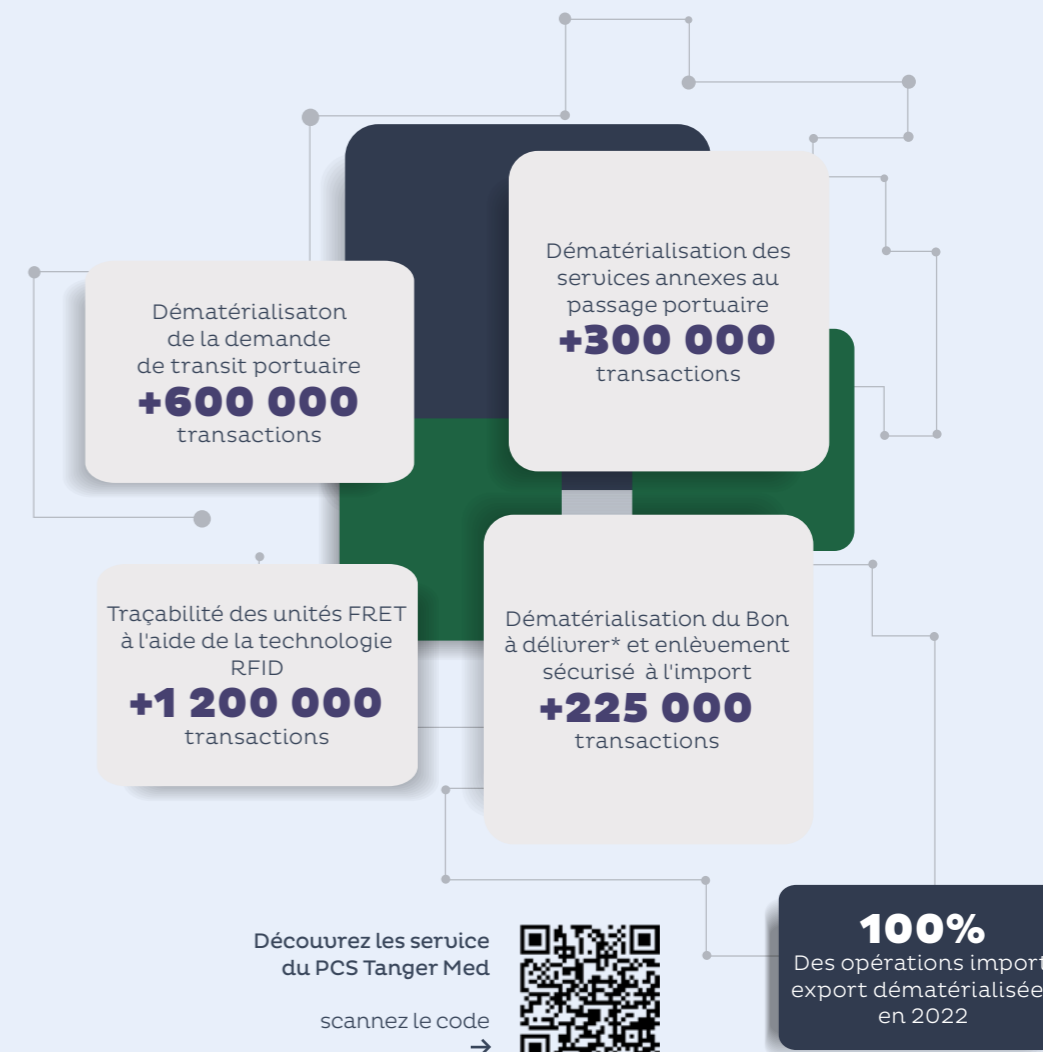 Dématérialisation des
services annexes au
passage portuaire
+300 000
transactions
Dématérialisaton
de la demande
de transit portuaire
+600 000
transactions
Traçabilité des unités FRET
à l'aide de la technologie
RFID
+1 200 000
transactions
Dématérialisation du Bon
à délivrer* et enlèvement
sécurisé à l'import
+225 000
transactions
Découvrez les service
du PCS Tanger Med
scannez le code
→
100%
Des opérations import
export dématérialisée
en 2022